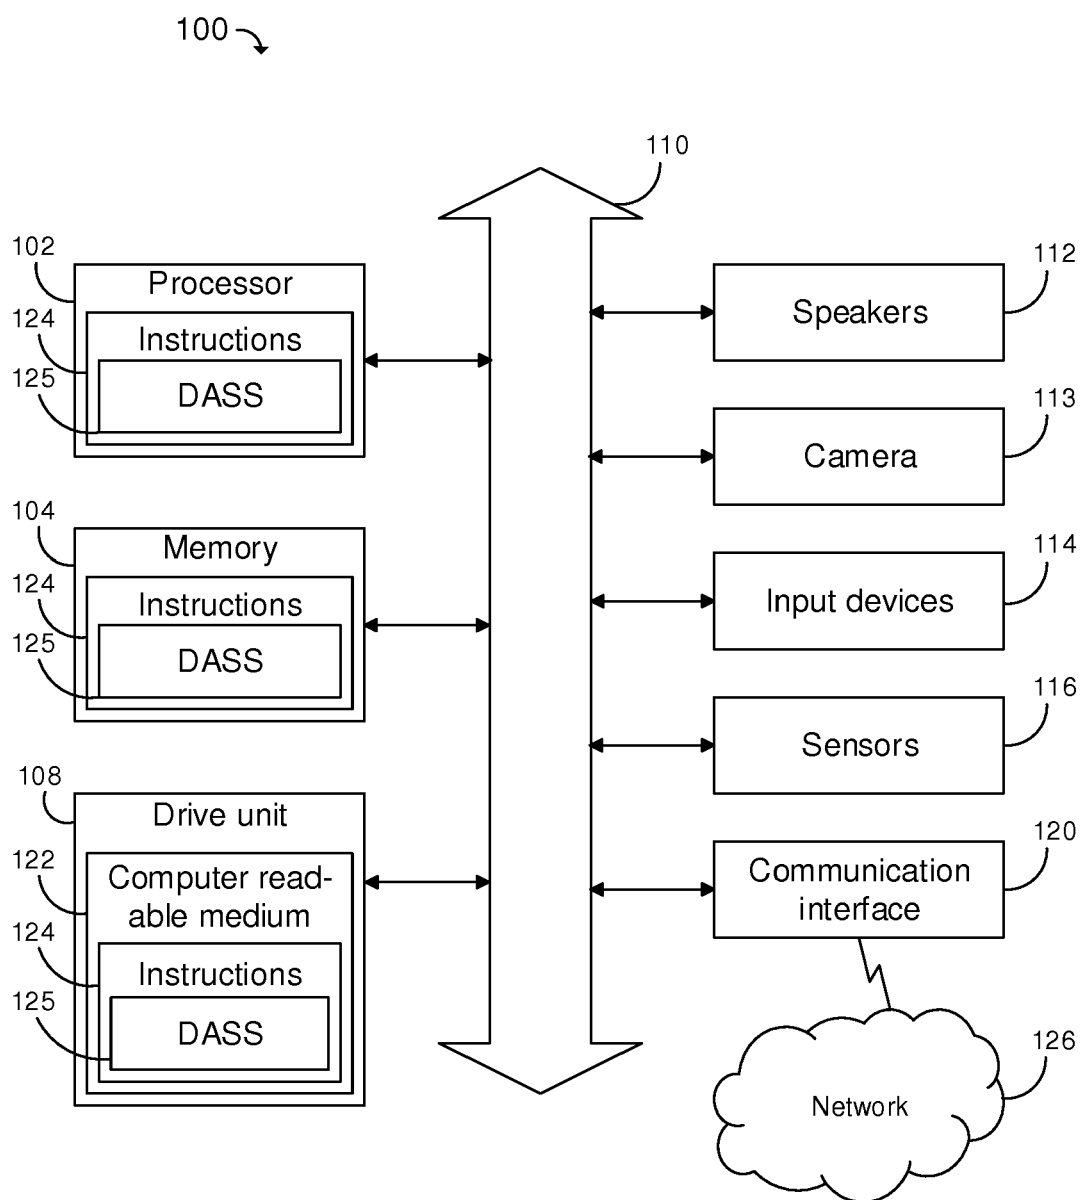 100
110
102
Processor
124
Instructions
125
DASS
104
Memory
124
Instructions
125
DASS
108
Drive unit
122
Computer read-
able medium
124
Instructions
125
DASS
112
Speakers
113
Camera
114
Input devices
116
Sensors
120
Communication
interface
126
Network